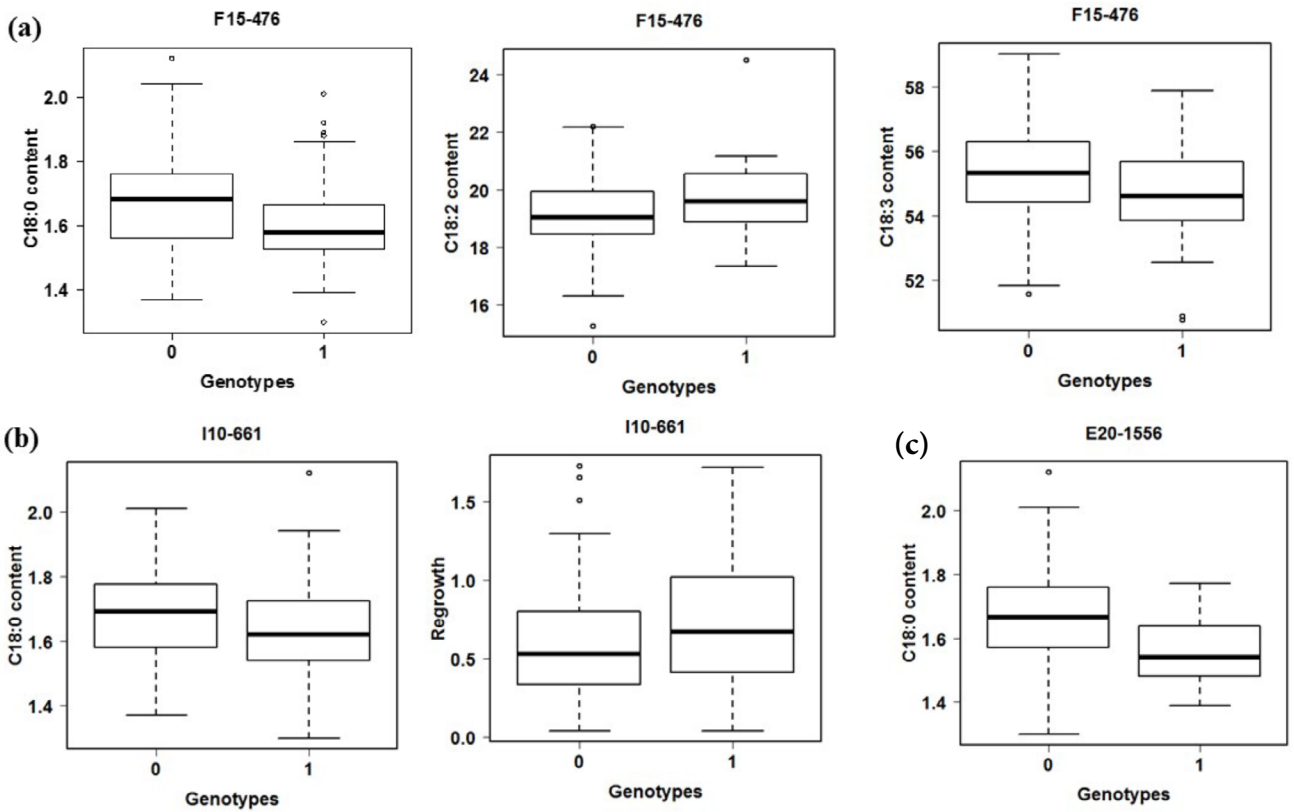 (a)
F15-476
C18:0 content
2.0
1.8
1.6
1.4
0 1
Genotypes
F15-476
C18:2 content
24
22
20
18
16
0 1
Genotypes
F15-476
C18:3 content
58
56
54
52
0 1
Genotypes
(b)
I10-661
C18:0 content
2.0
1.8
1.6
1.4
0 1
Genotypes
I10-661
Regrowth
1.5
1.0
0.5
0.0
0 1
Genotypes
(c)
E20-1556
C18:0 content
2.0
1.8
1.6
1.4
0 1
Genotypes